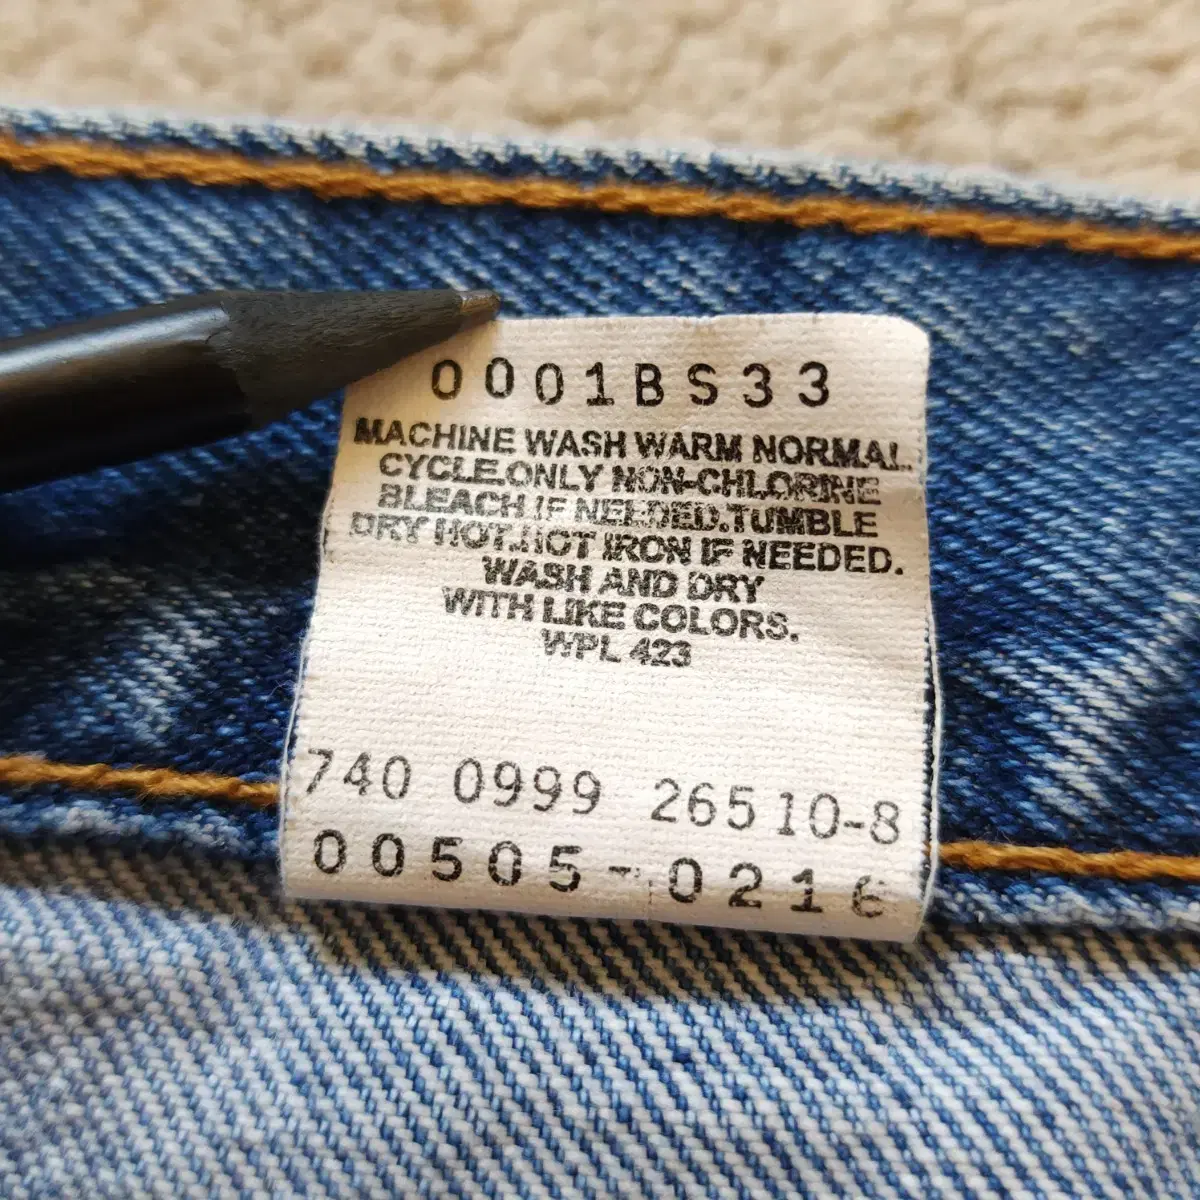 0001BS33
MACHINE WASH WARM NORMAL
CYCLE.ONLY NON-CHLORINE
BLEACH IF NEEDED.TUMBLE
DRY HOT.HOT IRON IF NEEDED.
WASH AND DRY
WITH LIKE COLORS.
WPL 423
740 0999 26510-8
00505-0216